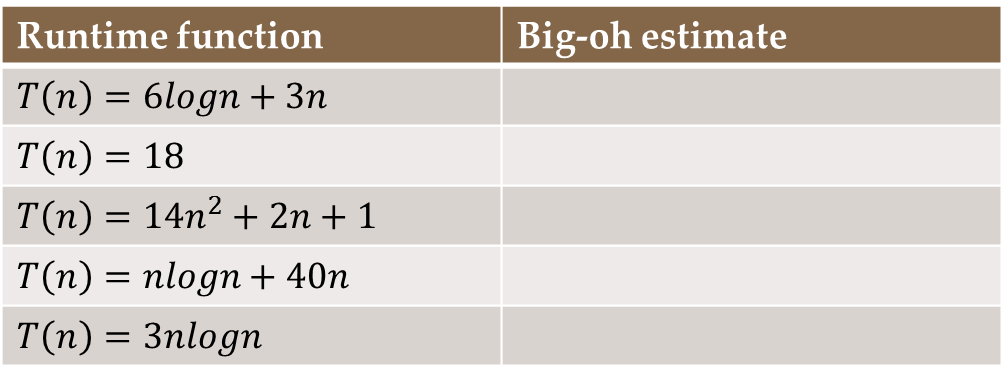 Runtime function Big-oh estimate
T(n) = 6logn + 3n
T(n) = 18
T(n) = 14n² + 2n + 1
T(n) = nlogn + 40n
T(n) = 3nlogn